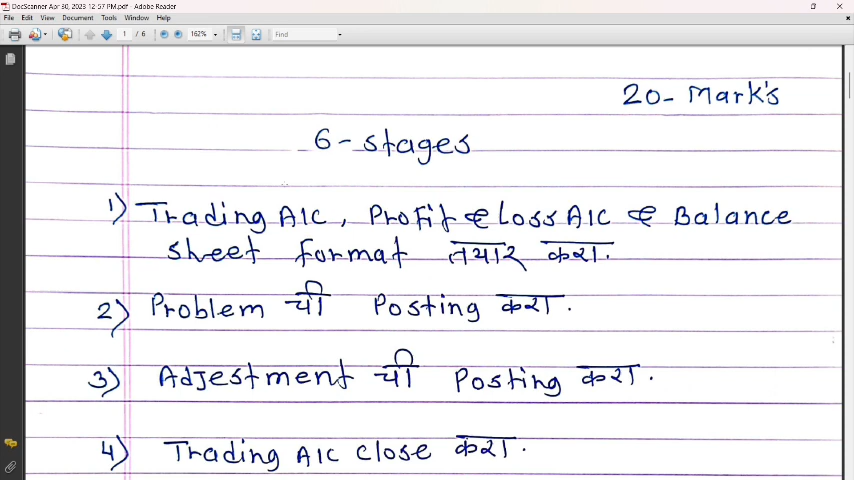 DocScanner Apr 30, 2023 12-57 PM.pdf - Adobe Reader
File Edit View Document Tools Window Help
1 / 6 162% Find
20- Mark's
6 - stages
1) Trading A/C, Profit & Loss A/C & Balance
sheet format तयार करा.
2) Problem ची Posting करा.
3) Adjestment ची Posting करा.
4) Trading A/C close करा.